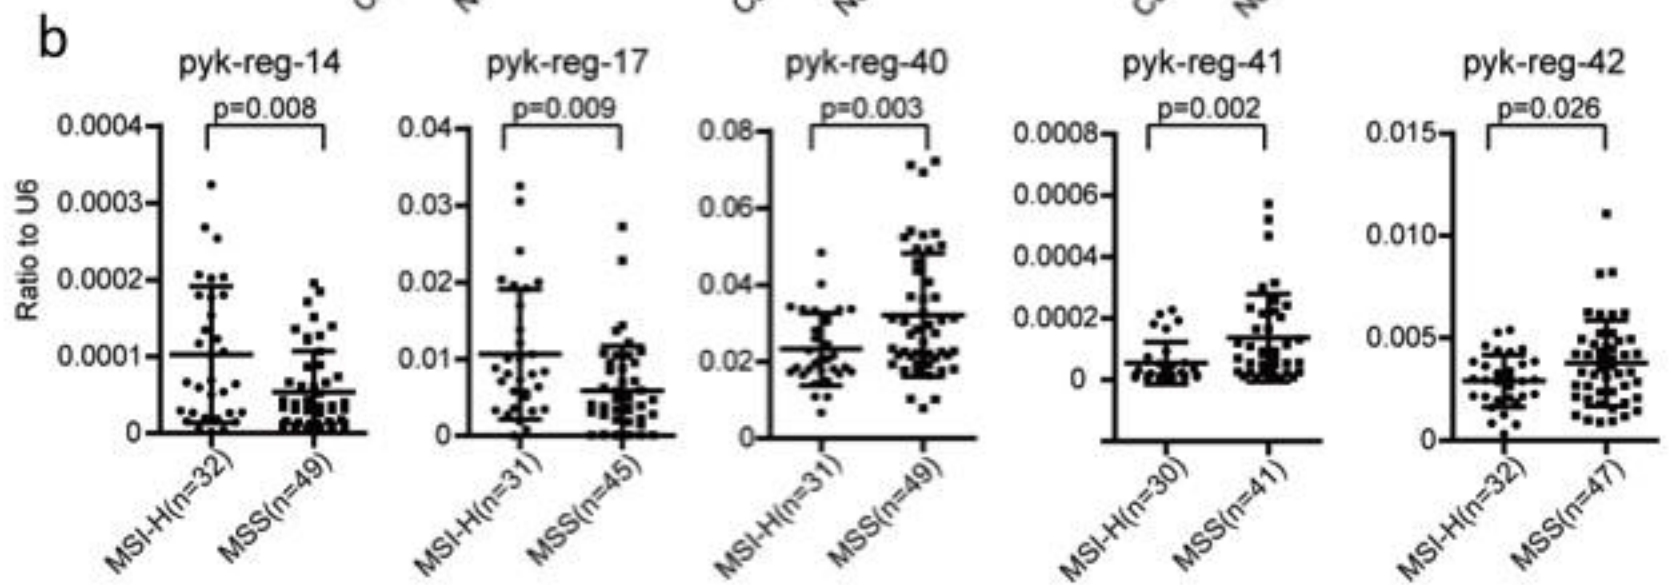 b
pyk-reg-14
p=0.008
Ratio to U6
0.0004
0.0003
0.0002
0.0001
0
MSI-H(n=32)
MSS(n=49)
pyk-reg-17
p=0.009
0.04
0.03
0.02
0.01
0
MSI-H(n=31)
MSS(n=45)
pyk-reg-40
p=0.003
0.08
0.06
0.04
0.02
0
MSI-H(n=31)
MSS(n=49)
pyk-reg-41
p=0.002
0.0008
0.0006
0.0004
0.0002
0
MSI-H(n=30)
MSS(n=41)
pyk-reg-42
p=0.026
0.015
0.010
0.005
0
MSI-H(n=32)
MSS(n=47)